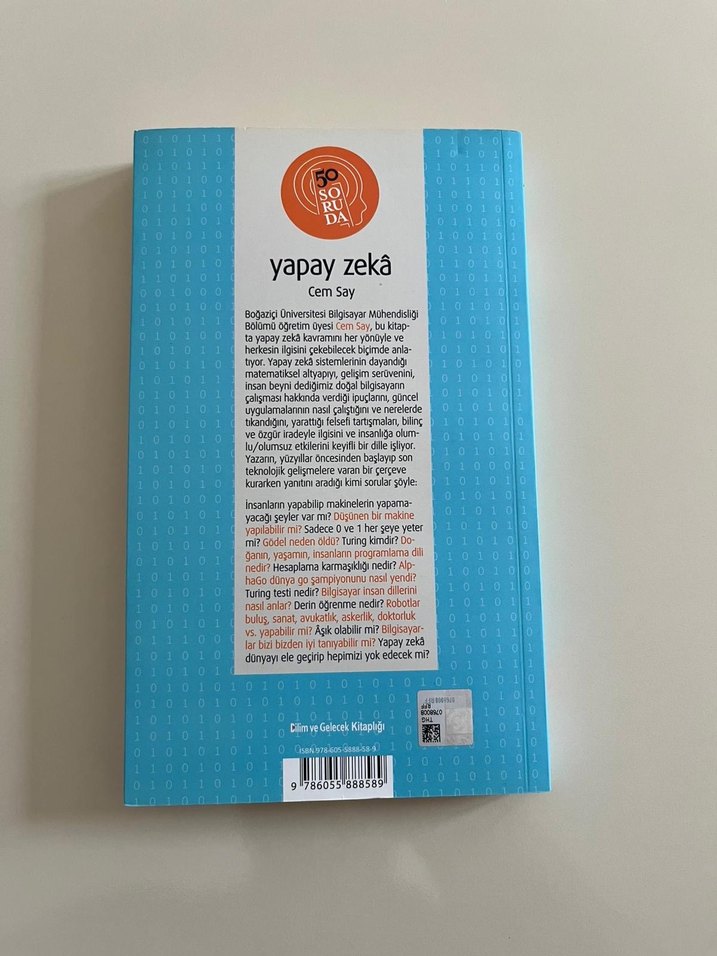 50
SO
RU
DA
yapay zekâ
Cem Say
Boğaziçi Üniversitesi Bilgisayar Mühendisliği
Bölümü öğretim üyesi Cem Say, bu kitap-
ta yapay zekâ kavramını her yönüyle ve
herkesin ilgisini çekebilecek biçimde anla-
tıyor. Yapay zekâ sistemlerinin dayandığı
matematiksel altyapıyı, gelişim serüvenini,
insan beyni dediğimiz doğal bilgisayarın
çalışması hakkında verdiği ipuçlarını, güncel
uygulamalarının nasıl çalıştığını ve nerelerde
tıkandığını, yarattığı felsefi tartışmaları, bilinç
ve özgür iradeyle ilgisini ve insanlığa olum-
lu/olumsuz etkilerini keyifli bir dille işliyor.
Yazarın, yüzyıllar öncesinden başlayıp son
teknolojik gelişmelere varan bir çerçeve
kurarken yanıtını aradığı kimi sorular şöyle:
İnsanların yapabilip makinelerin yapama-
yacağı şeyler var mı? Düşünen bir makine
yapılabilir mi? Sadece 0 ve 1 her şeye yeter
mi? Gödel neden öldü? Turing kimdir? Do-
ğanın, yaşamın, insanların programlama dili
nedir? Hesaplama karmaşıklığı nedir? Alp-
haGo dünya go şampiyonunu nasıl yendi?
Turing testi nedir? Bilgisayar insan dillerini
nasıl anlar? Derin öğrenme nedir? Robotlar
buluş, sanat, avukatlık, askerlik, doktorluk
vs. yapabilir mi? Âşık olabilir mi? Bilgisayar-
lar bizi bizden iyi tanıyabilir mi? Yapay zekâ
dünyayı ele geçirip hepimizi yok edecek mi?
Bilim ve Gelecek Kitaplığı
ISBN 978-605-5888-58-9
9 786055 888589
THG
0768008